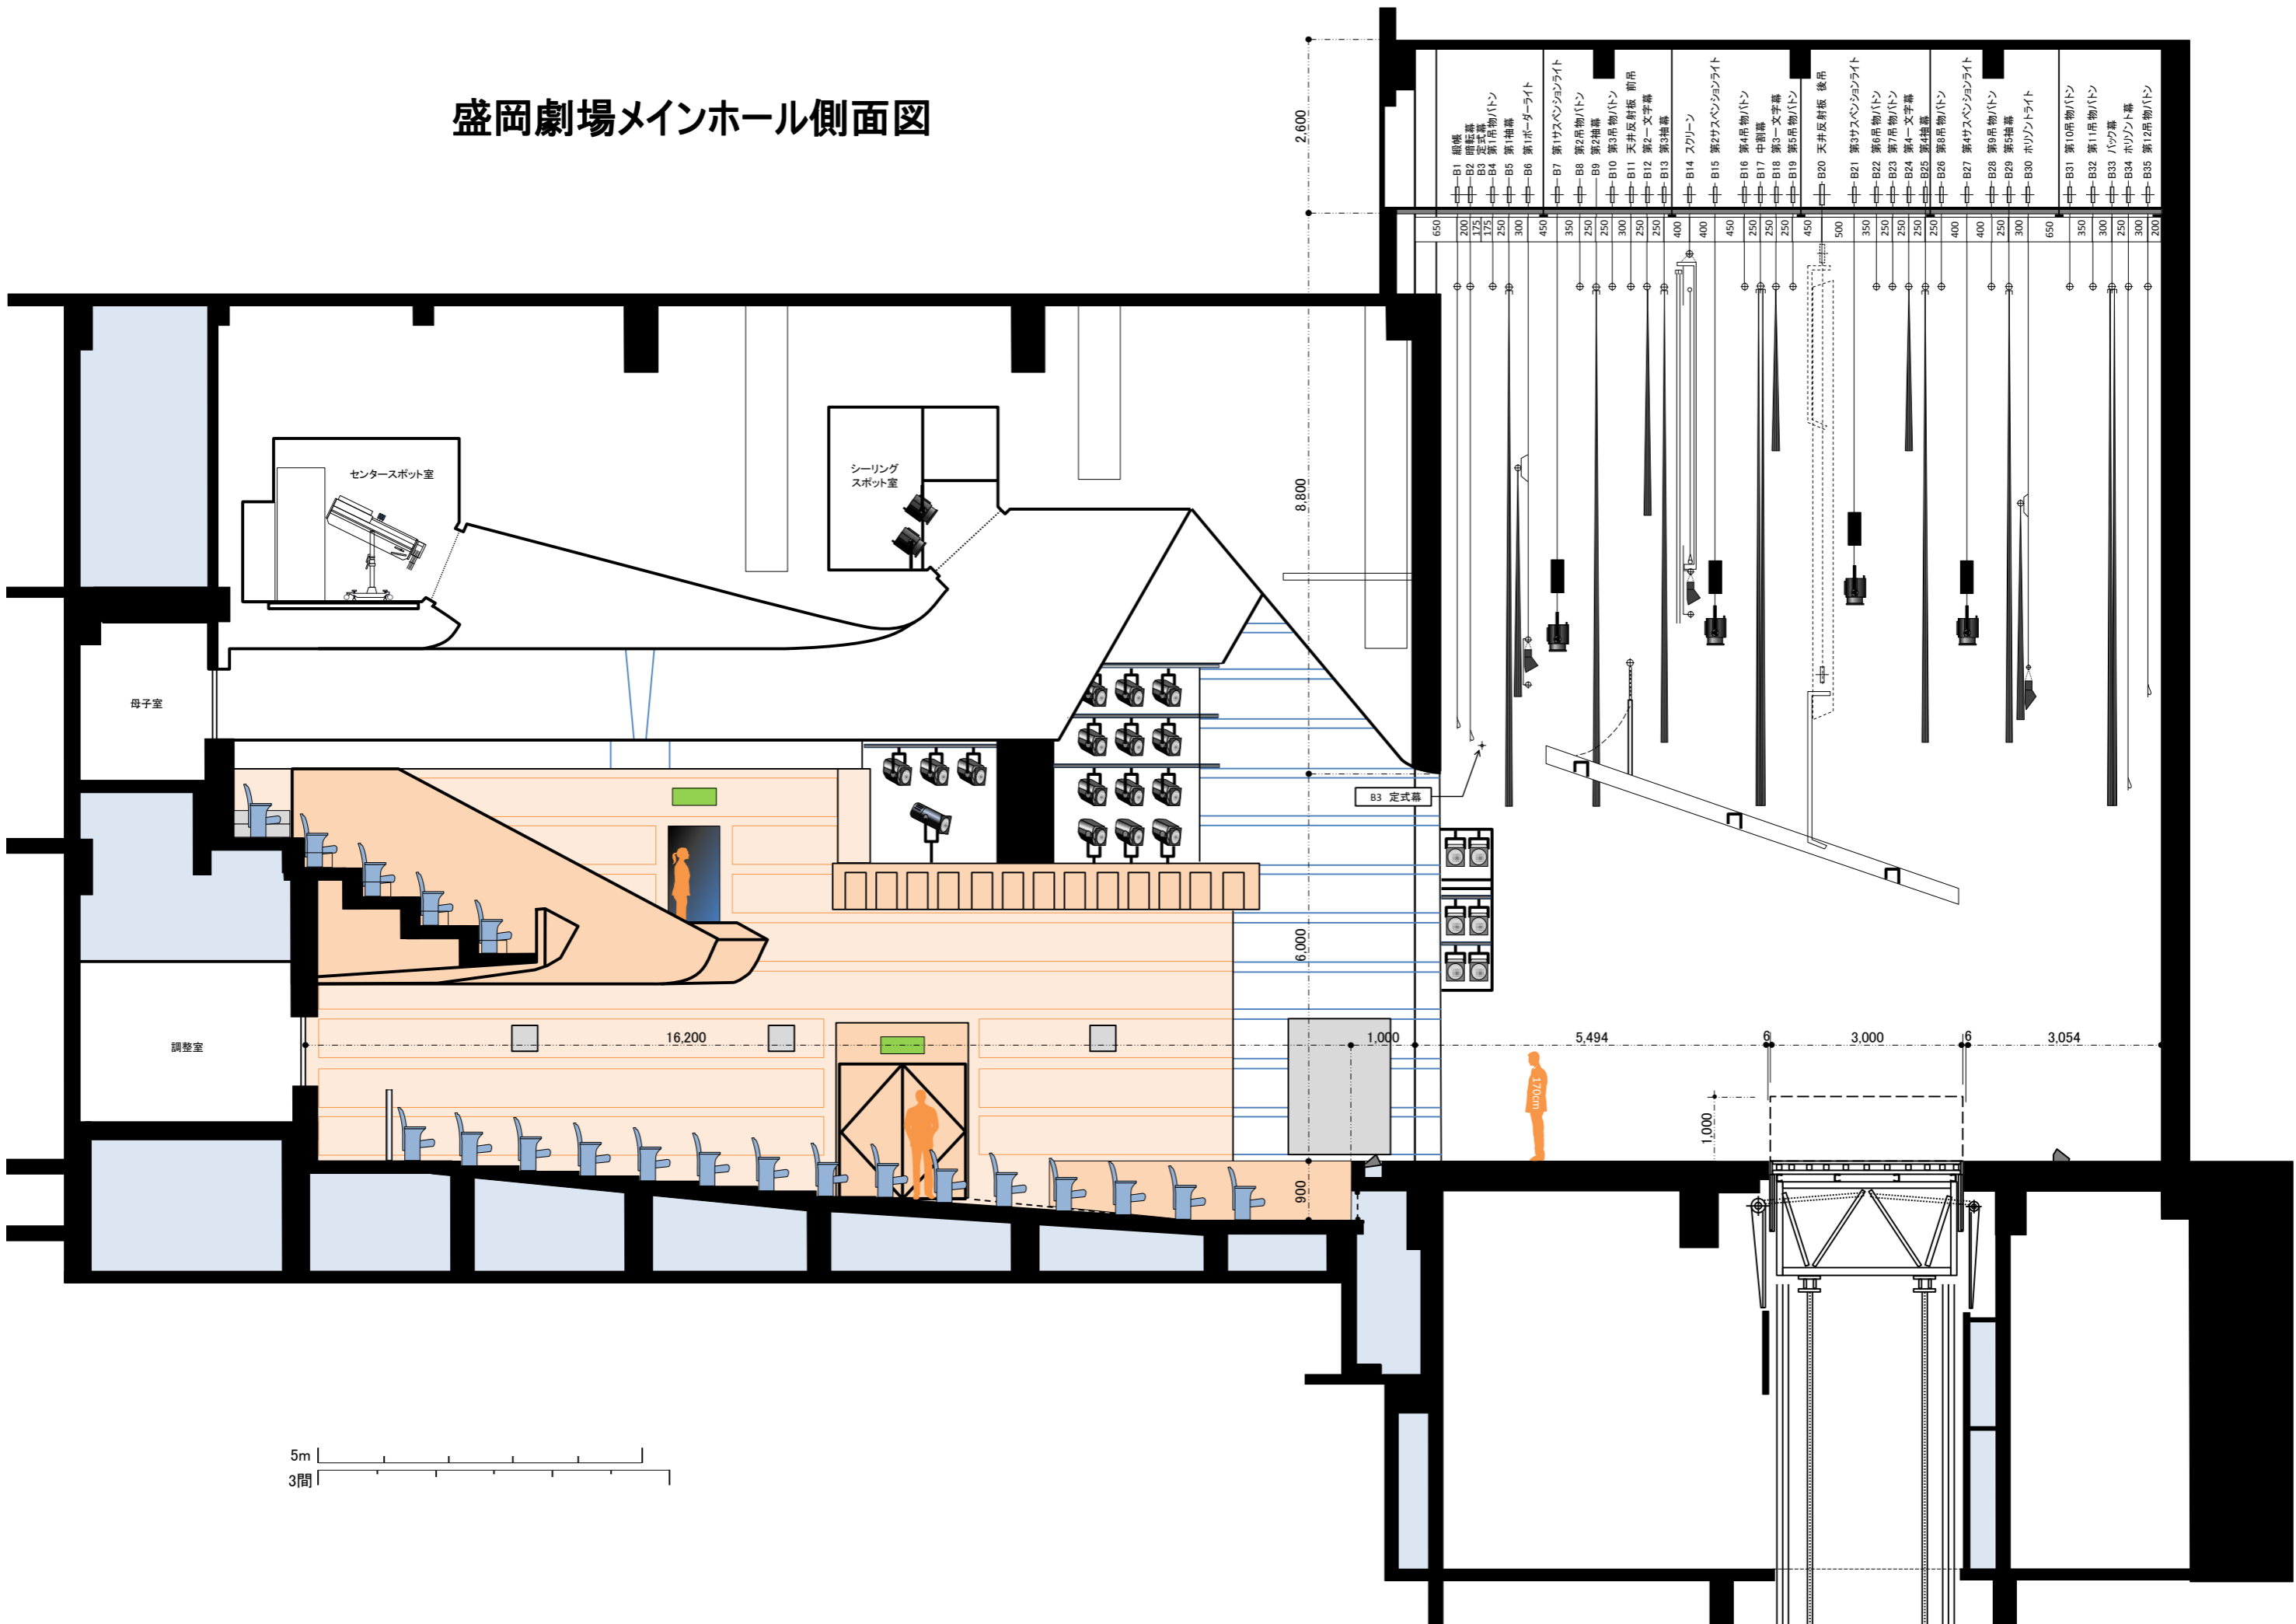 盛岡劇場メインホール側面図
2,600
B1 緞帳
B2 暗転幕
B3 定式幕
B4 第1吊物バトン
B5 第1袖幕
B6 第1ボーダーライト
B7 第1サスペンションライト
B8 第2吊物バトン
B9 第2袖幕
B10 第3吊物バトン
B11 天井反射板 前吊
B12 第2一文字幕
B13 第3袖幕
B14 スクリーン
B15 第2サスペンションライト
B16 第4吊物バトン
B17 中割幕
B18 第3一文字幕
B19 第5吊物バトン
B20 天井反射板 後吊
B21 第3サスペンションライト
B22 第6吊物バトン
B23 第7吊物バトン
B24 第4一文字幕
B25 第4袖幕
B26 第8吊物バトン
B27 第4サスペンションライト
B28 第9吊物バトン
B29 第5袖幕
B30 ホリゾントライト
B31 第10吊物バトン
B32 第11吊物バトン
B33 バック幕
B34 ホリゾント幕
B35 第12吊物バトン
650 200 175 175 250 300 450 350 250 250 300 250 250 400 400 450 250 250 250 450 500 350 250 250 250 250 400 400 250 300 650 350 300 250 300 200
センタースポット室
シーリング
スポット室
8,800
母子室
B3 定式幕
6,000
調整室
16,200
1,000
5,494
6
3,000
6
3,054
170cm
1,000
900
5m
3間